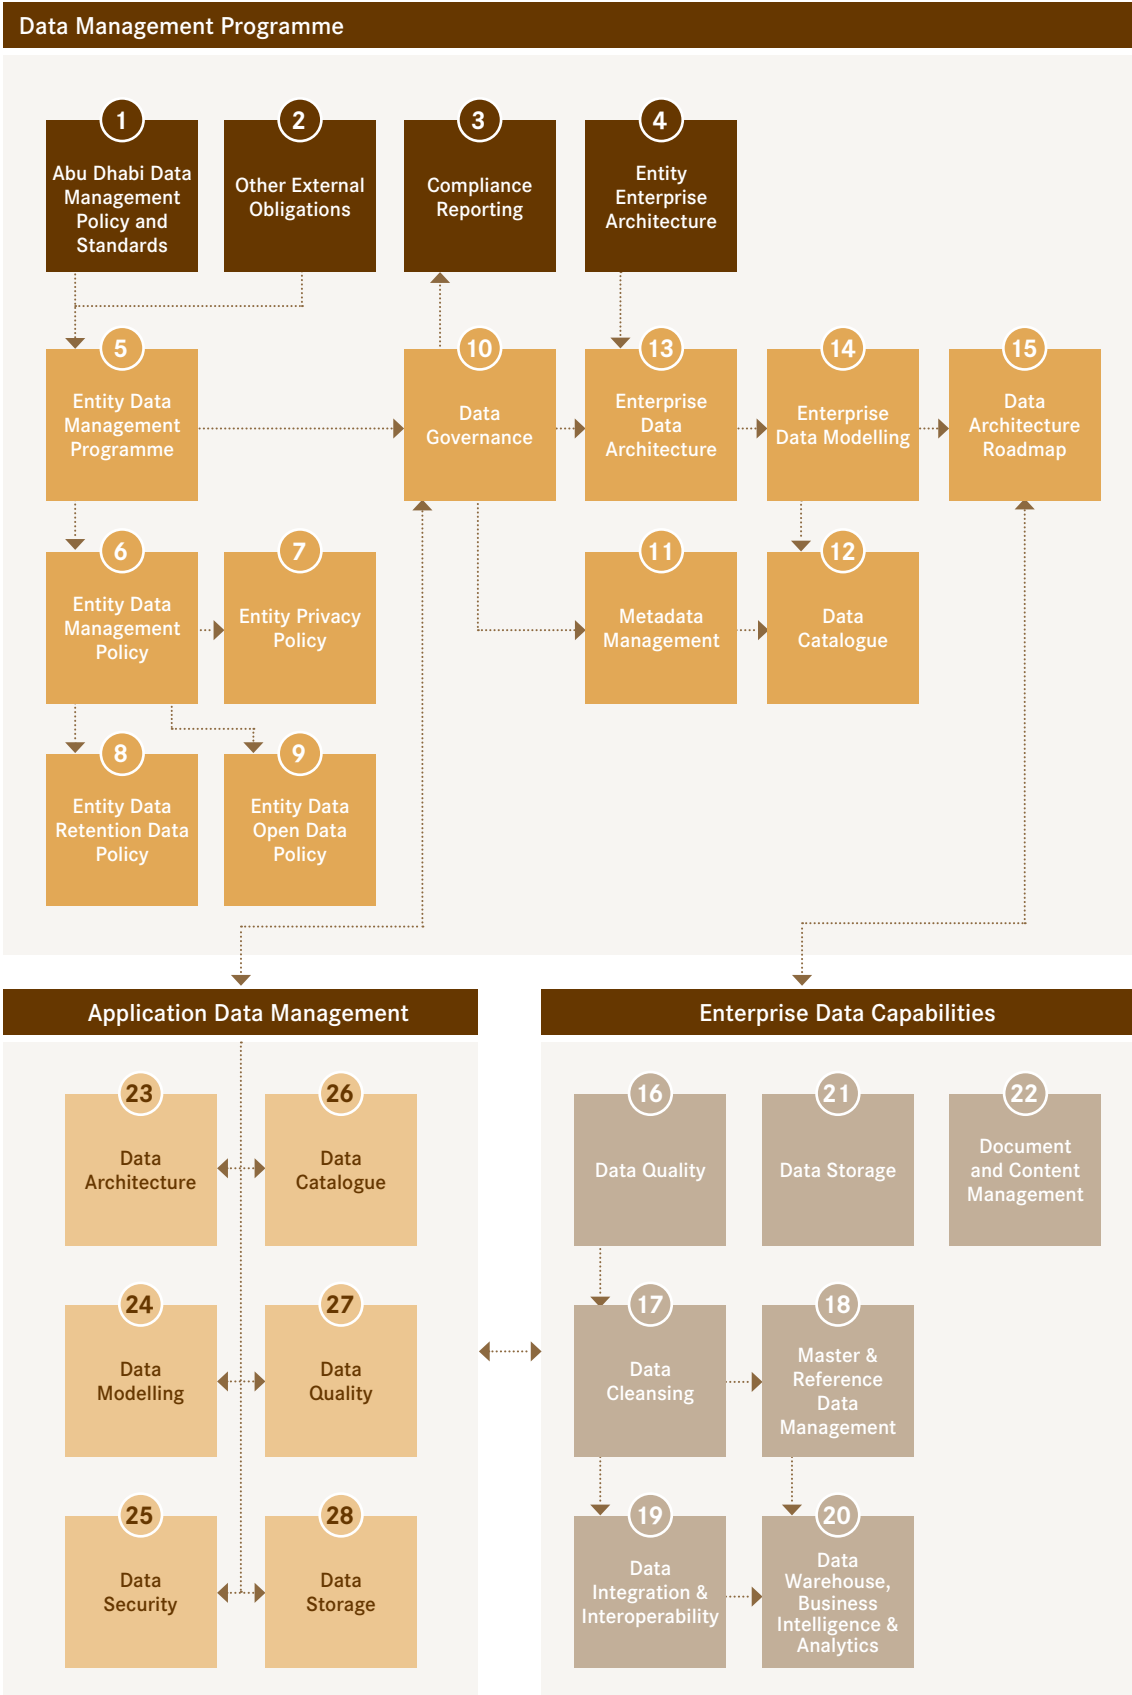 Data Management Programme
1
Abu Dhabi Data
Management
Policy and
Standards
2
Other External
Obligations
3
Compliance
Reporting
4
Entity
Enterprise
Architecture
5
Entity Data
Management
Programme
10
Data
Governance
13
Enterprise
Data
Architecture
14
Enterprise
Data Modelling
15
Data
Architecture
Roadmap
6
Entity Data
Management
Policy
7
Entity Privacy
Policy
11
Metadata
Management
12
Data
Catalogue
8
Entity Data
Retention Data
Policy
9
Entity Data
Open Data
Policy
Application Data Management
23
Data
Architecture
26
Data
Catalogue
24
Data
Modelling
27
Data
Quality
25
Data
Security
28
Data
Storage
Enterprise Data Capabilities
16
Data Quality
21
Data Storage
22
Document
and Content
Management
17
Data
Cleansing
18
Master &
Reference
Data
Management
19
Data
Integration &
Interoperability
20
Data
Warehouse,
Business
Intelligence &
Analytics